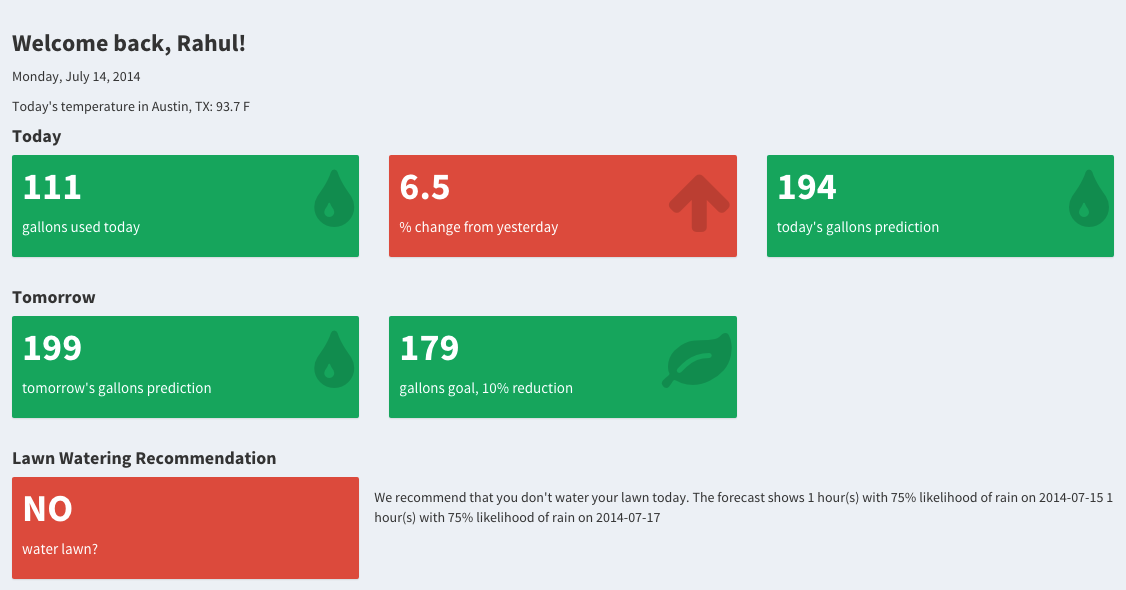 Welcome back, Rahul!
Monday, July 14, 2014
Today's temperature in Austin, TX: 93.7 F
Today
111
gallons used today
6.5
% change from yesterday
194
today's gallons prediction
Tomorrow
199
tomorrow's gallons prediction
179
gallons goal, 10% reduction
Lawn Watering Recommendation
NO
water lawn?
We recommend that you don't water your lawn today. The forecast shows 1 hour(s) with 75% likelihood of rain on 2014-07-15 1
hour(s) with 75% likelihood of rain on 2014-07-17